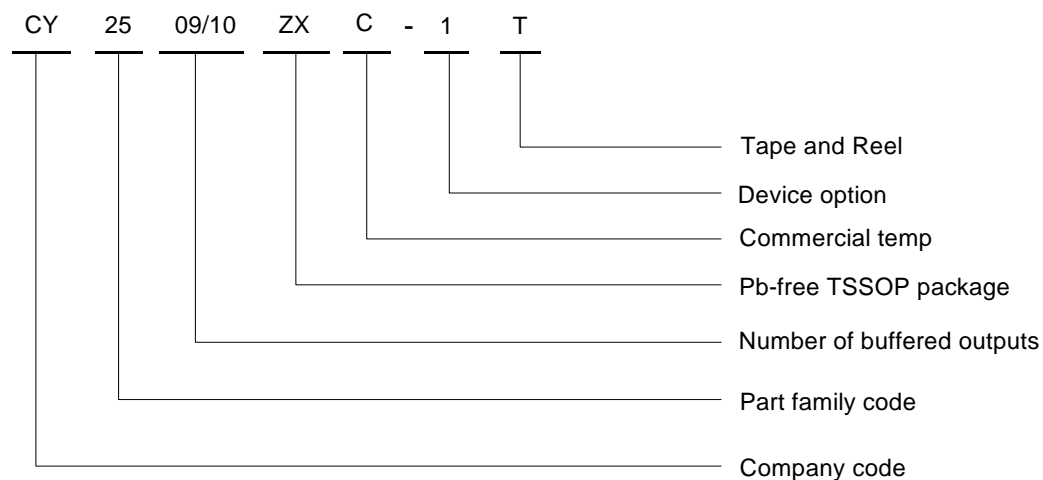 CY 25 09/10 ZX C - 1 T
Tape and Reel
Device option
Commercial temp
Pb-free TSSOP package
Number of buffered outputs
Part family code
Company code